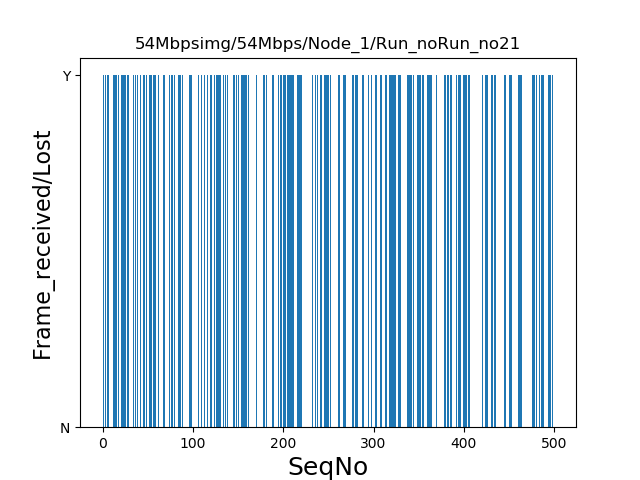 54Mbpsimg/54Mbps/Node_1/Run_noRun_no21
Y
Frame_received/Lost
N
0 100 200 300 400 500
SeqNo